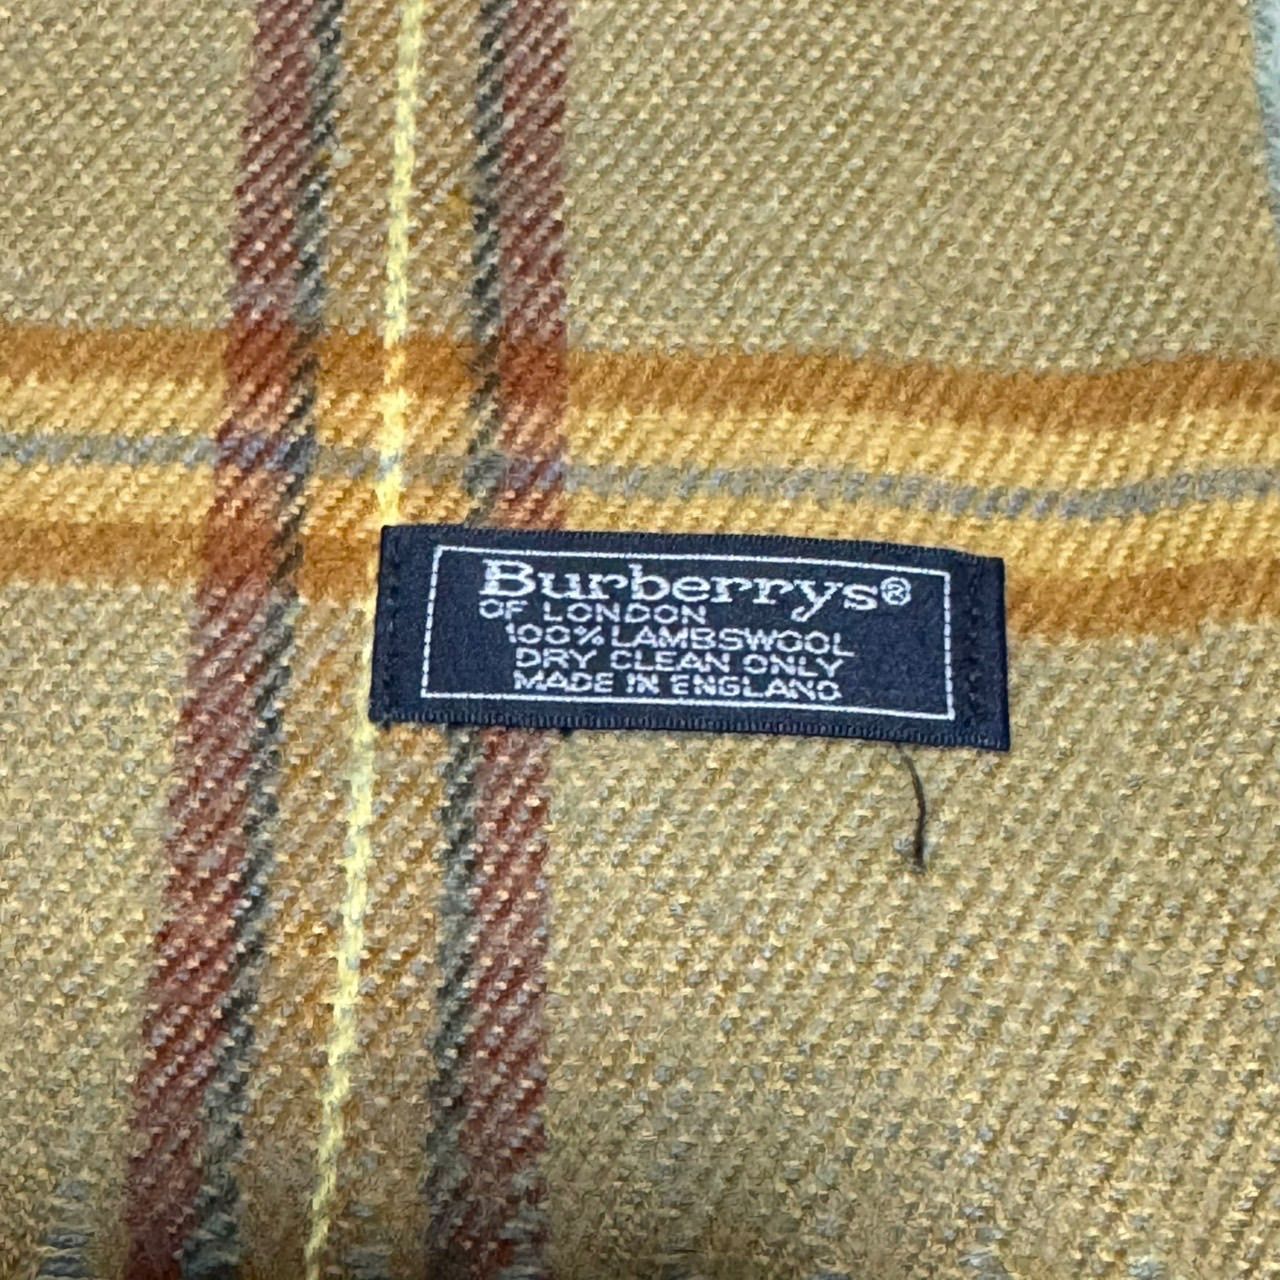 Burberrys®
OF LONDON
100% LAMBSWOOL
DRY CLEAN ONLY
MADE IN ENGLAND